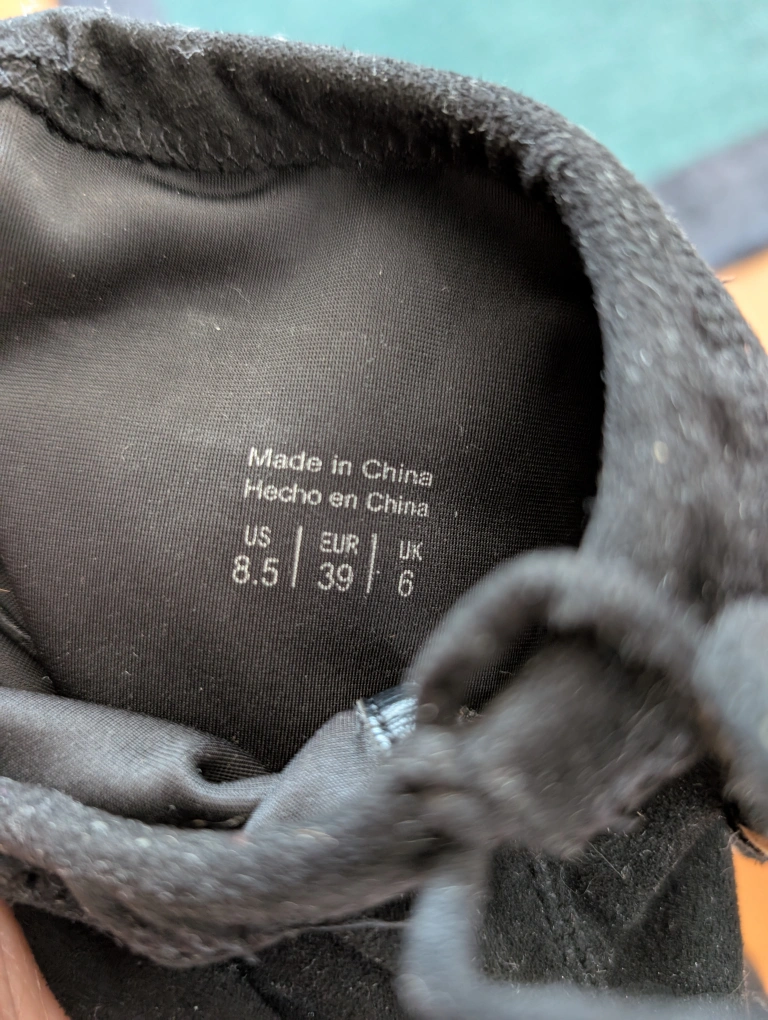 Made in China
Hecho en China
US | EUR | UK
8.5 | 39 | 6